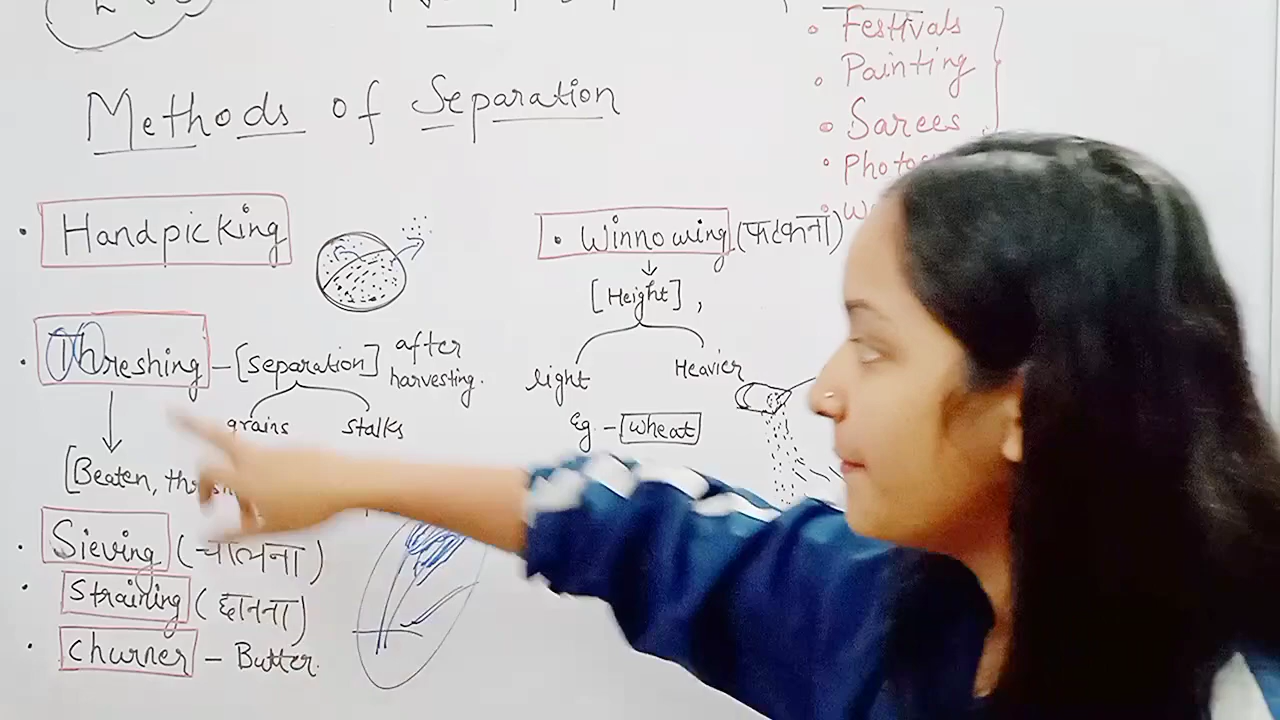 Methods of Separation
• Festivals
• Painting
• Sarees
• Handpicking
• Threshing – [separation] after harvesting.
grains stalks
[Beaten,
• Sieving (चालना)
• Straining (छानना)
• Churner – Butter.
• Winnowing (फटकना)
[Height] ,
light Heavier
Eg – wheat